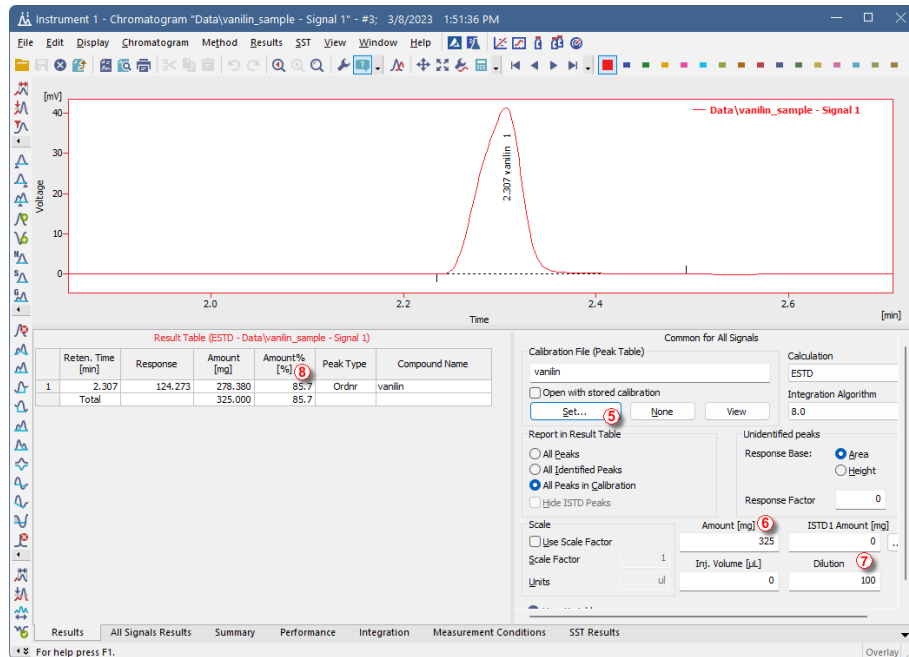 Instrument 1 - Chromatogram "Data\vanilin_sample - Signal 1" - #3; 3/8/2023 1:51:36 PM
File Edit Display Chromatogram Method Results SST View Window Help
[mV]
40
30
20
10
0
Voltage
Data\vanilin_sample - Signal 1
2.307 vanilin 1
2.0 2.2 2.4 2.6
Time
[min]
Result Table (ESTD - Data\vanilin_sample - Signal 1)
Reten. Time [min] Response Amount [mg] Amount% [%] Peak Type Compound Name
8
1 2.307 124.273 278.380 85.7 Ordnr vanilin
Total 325.000 85.7
Common for All Signals
Calibration File (Peak Table)
vanilin
Open with stored calibration
Set... 5 None View
Calculation
ESTD
Integration Algorithm
8.0
Report in Result Table
All Peaks
All Identified Peaks
All Peaks in Calibration
Hide ISTD Peaks
Unidentified peaks
Response Base: Area
Height
Response Factor 0
Scale
Use Scale Factor
Scale Factor 1
Units ul
Amount [mg] 6 ISTD1 Amount [mg]
325 0 ..
Inj. Volume [µL] Dilution 7
0 100
Results All Signals Results Summary Performance Integration Measurement Conditions SST Results
For help press F1. Overlay